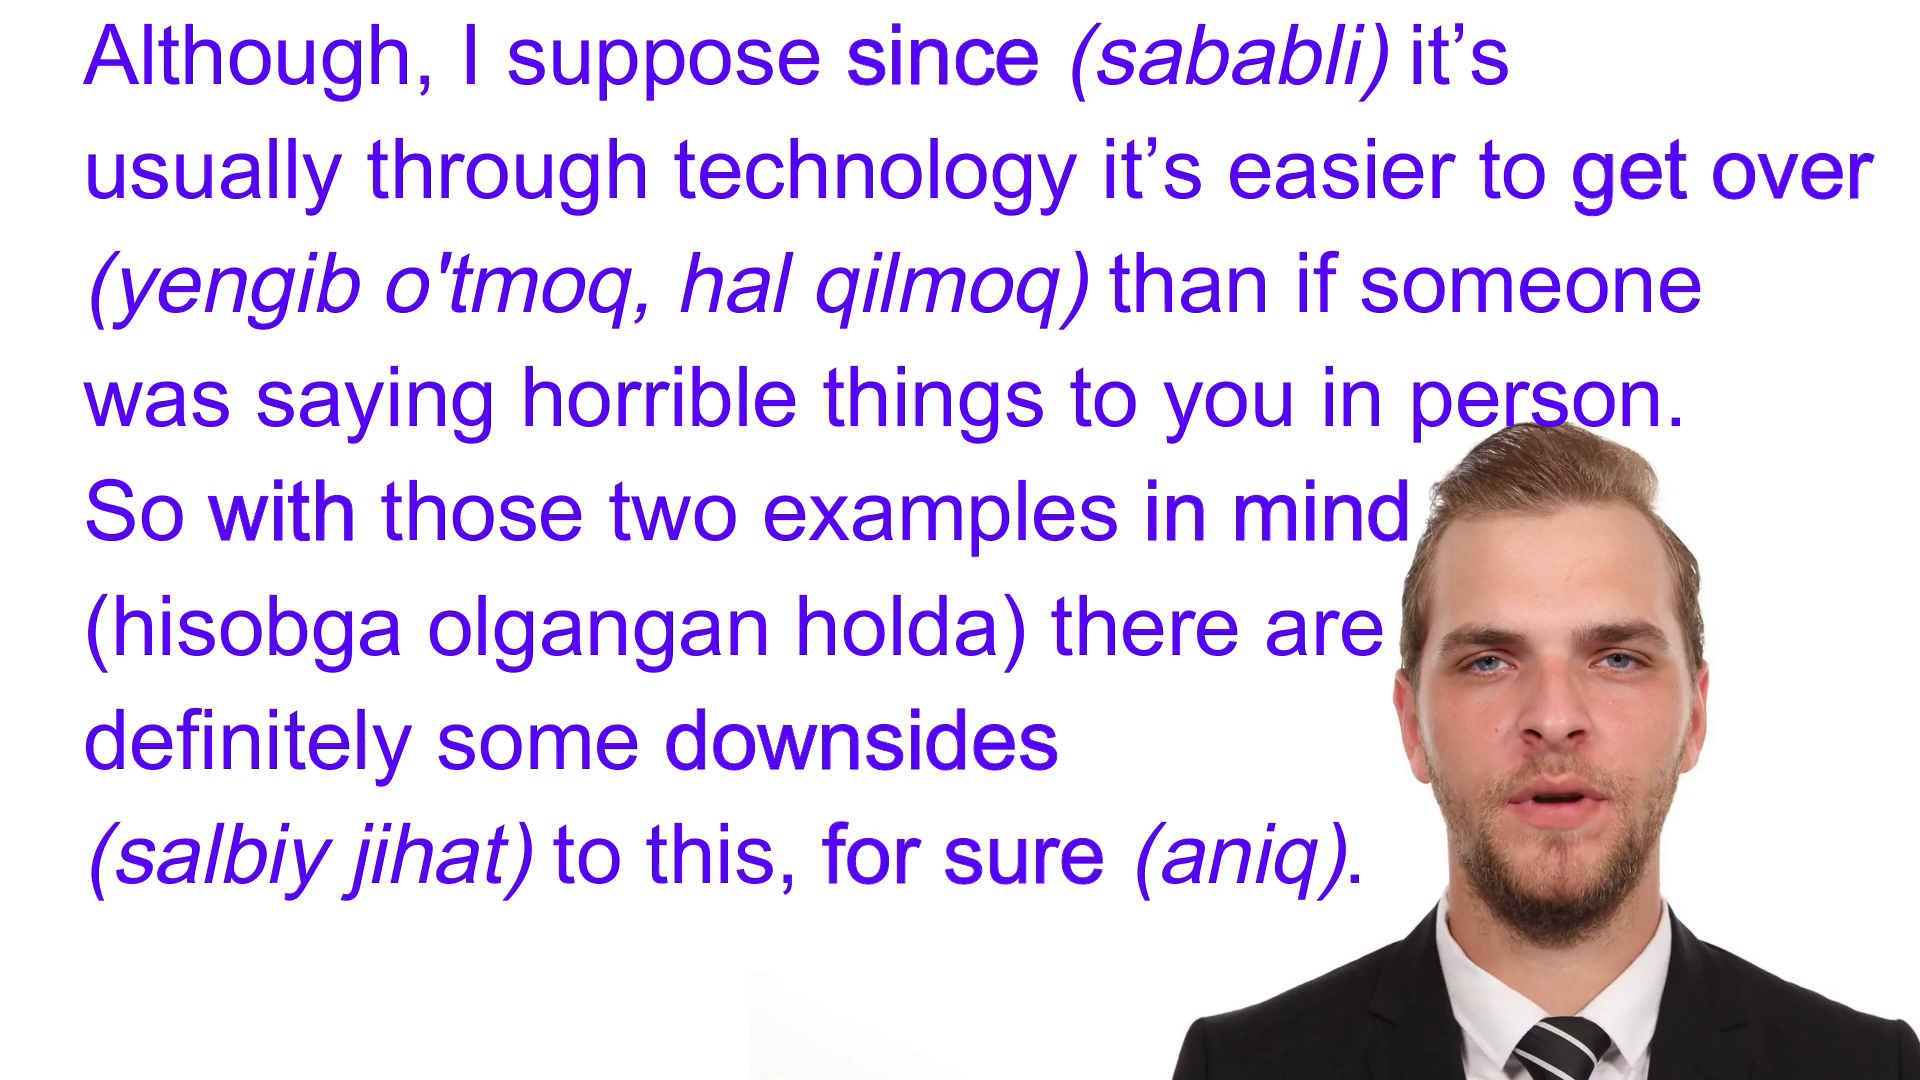 Although, I suppose since (sababli) it’s
usually through technology it’s easier to get over
(yengib o'tmoq, hal qilmoq) than if someone
was saying horrible things to you in person.
So with those two examples in mind
(hisobga olgangan holda) there are
definitely some downsides
(salbiy jihat) to this, for sure (aniq).